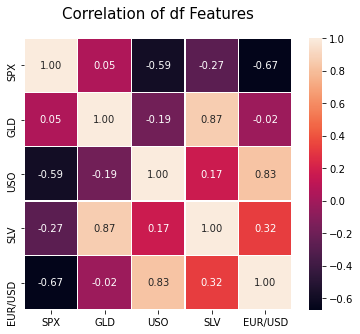 Correlation of df Features
SPX 1.00 0.05 -0.59 -0.27 -0.67
GLD 0.05 1.00 -0.19 0.87 -0.02
USO -0.59 -0.19 1.00 0.17 0.83
SLV -0.27 0.87 0.17 1.00 0.32
EUR/USD -0.67 -0.02 0.83 0.32 1.00
SPX GLD USO SLV EUR/USD
1.0
0.8
0.6
0.4
0.2
0.0
-0.2
-0.4
-0.6